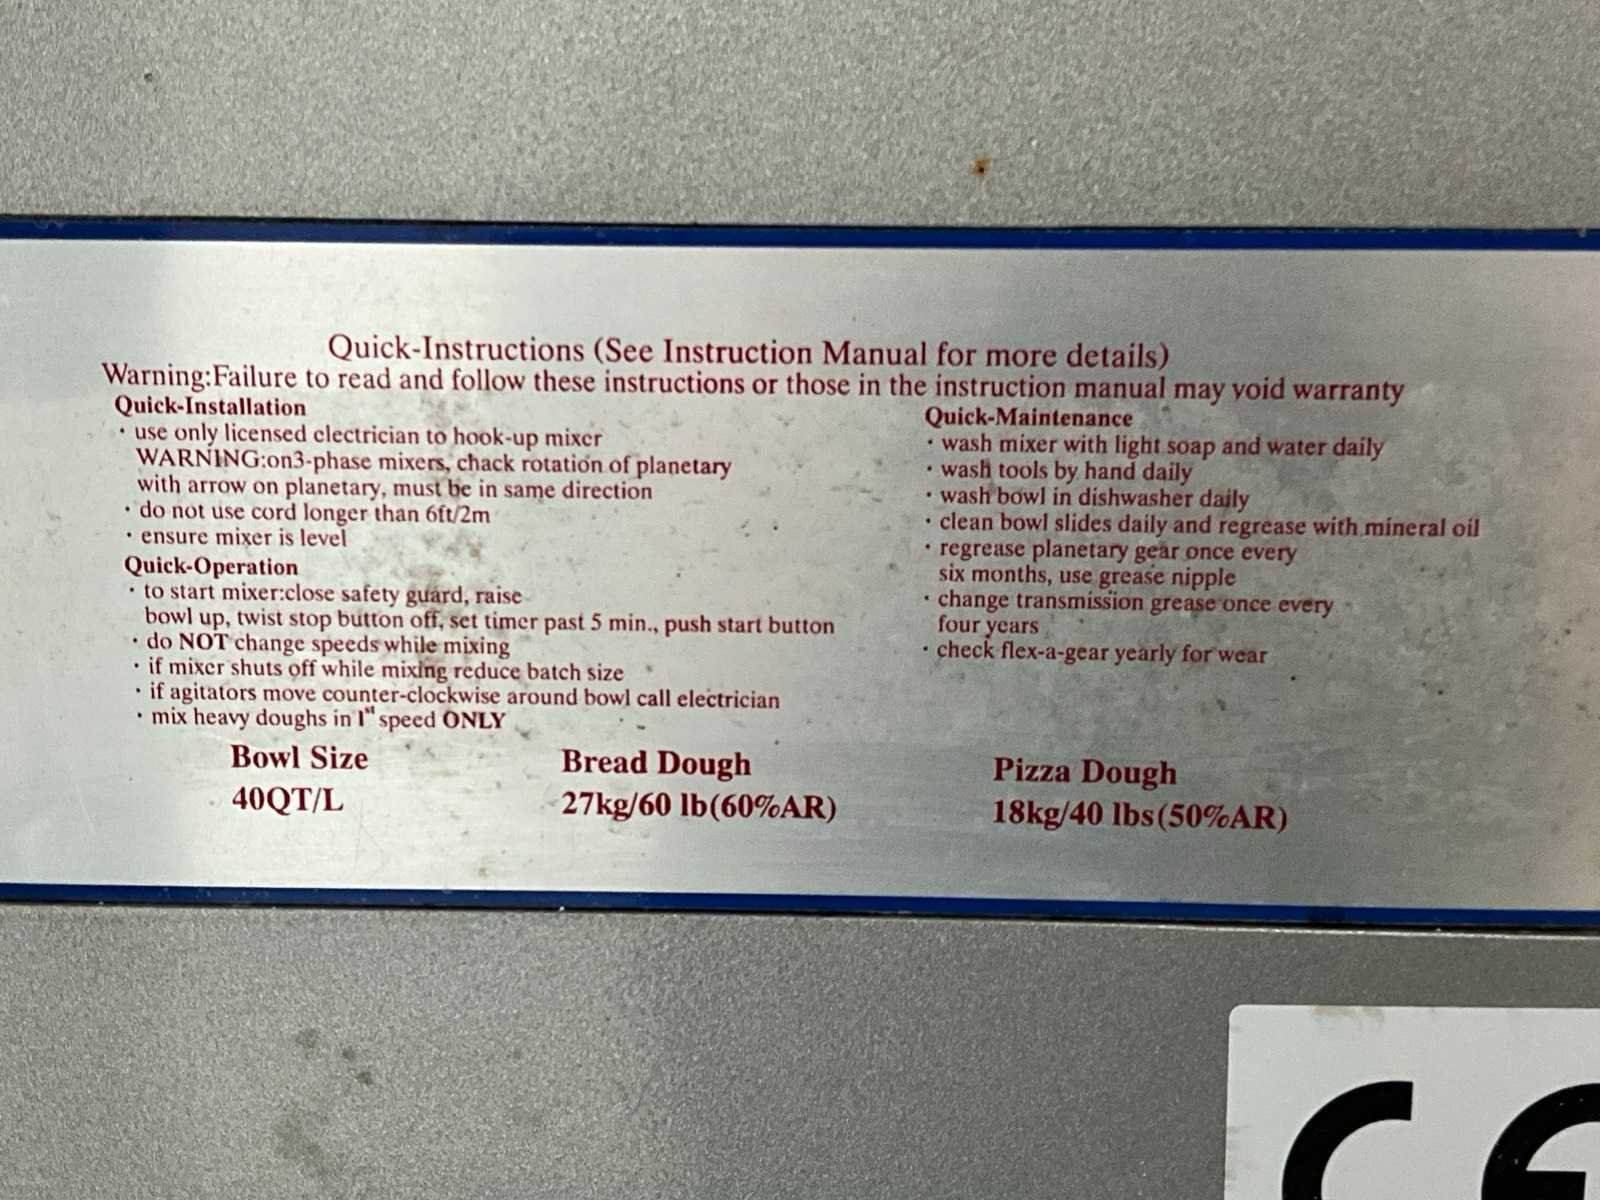 Quick-Instructions (See Instruction Manual for more details)
Warning:Failure to read and follow these instructions or those in the instruction manual may void warranty
Quick-Installation
· use only licensed electrician to hook-up mixer
WARNING:on3-phase mixers, chack rotation of planetary
with arrow on planetary, must be in same direction
· do not use cord longer than 6ft/2m
· ensure mixer is level
Quick-Operation
· to start mixer:close safety guard, raise
bowl up, twist stop button off, set timer past 5 min., push start button
· do NOT change speeds while mixing
· if mixer shuts off while mixing reduce batch size
· if agitators move counter-clockwise around bowl call electrician
· mix heavy doughs in 1st speed ONLY
Quick-Maintenance
· wash mixer with light soap and water daily
· wash tools by hand daily
· wash bowl in dishwasher daily
· clean bowl slides daily and regrease with mineral oil
· regrease planetary gear once every
six months, use grease nipple
· change transmission grease once every
four years
· check flex-a-gear yearly for wear
Bowl Size Bread Dough Pizza Dough
40QT/L 27kg/60 lb(60%AR) 18kg/40 lbs(50%AR)
CE